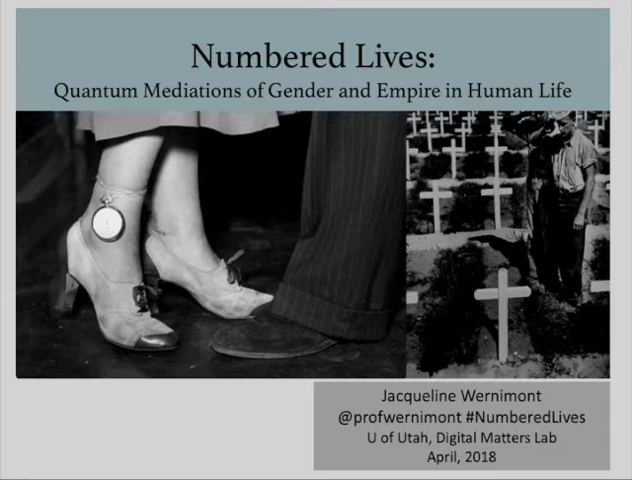 Numbered Lives:
Quantum Mediations of Gender and Empire in Human Life
Jacqueline Wernimont
@profwernimont #NumberedLives
U of Utah, Digital Matters Lab
April, 2018